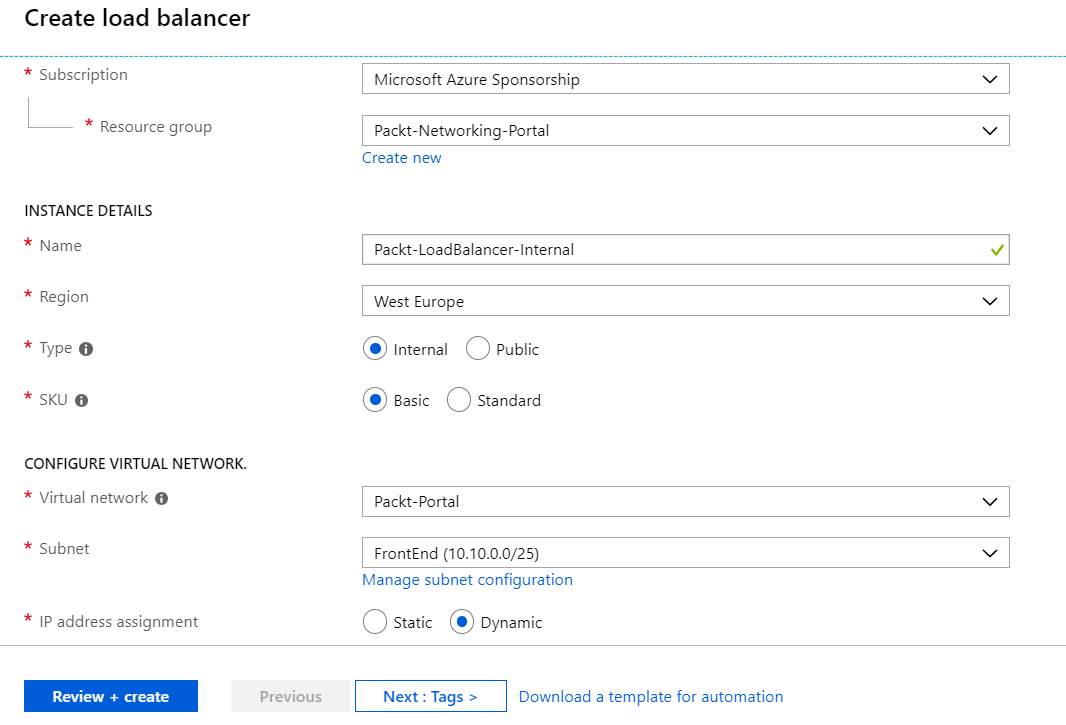 Create load balancer
* Subscription Microsoft Azure Sponsorship
* Resource group Packt-Networking-Portal
Create new
INSTANCE DETAILS
* Name Packt-LoadBalancer-Internal
* Region West Europe
* Type Internal Public
* SKU Basic Standard
CONFIGURE VIRTUAL NETWORK.
* Virtual network Packt-Portal
* Subnet FrontEnd (10.10.0.0/25)
Manage subnet configuration
* IP address assignment Static Dynamic
Review + create Previous Next : Tags > Download a template for automation